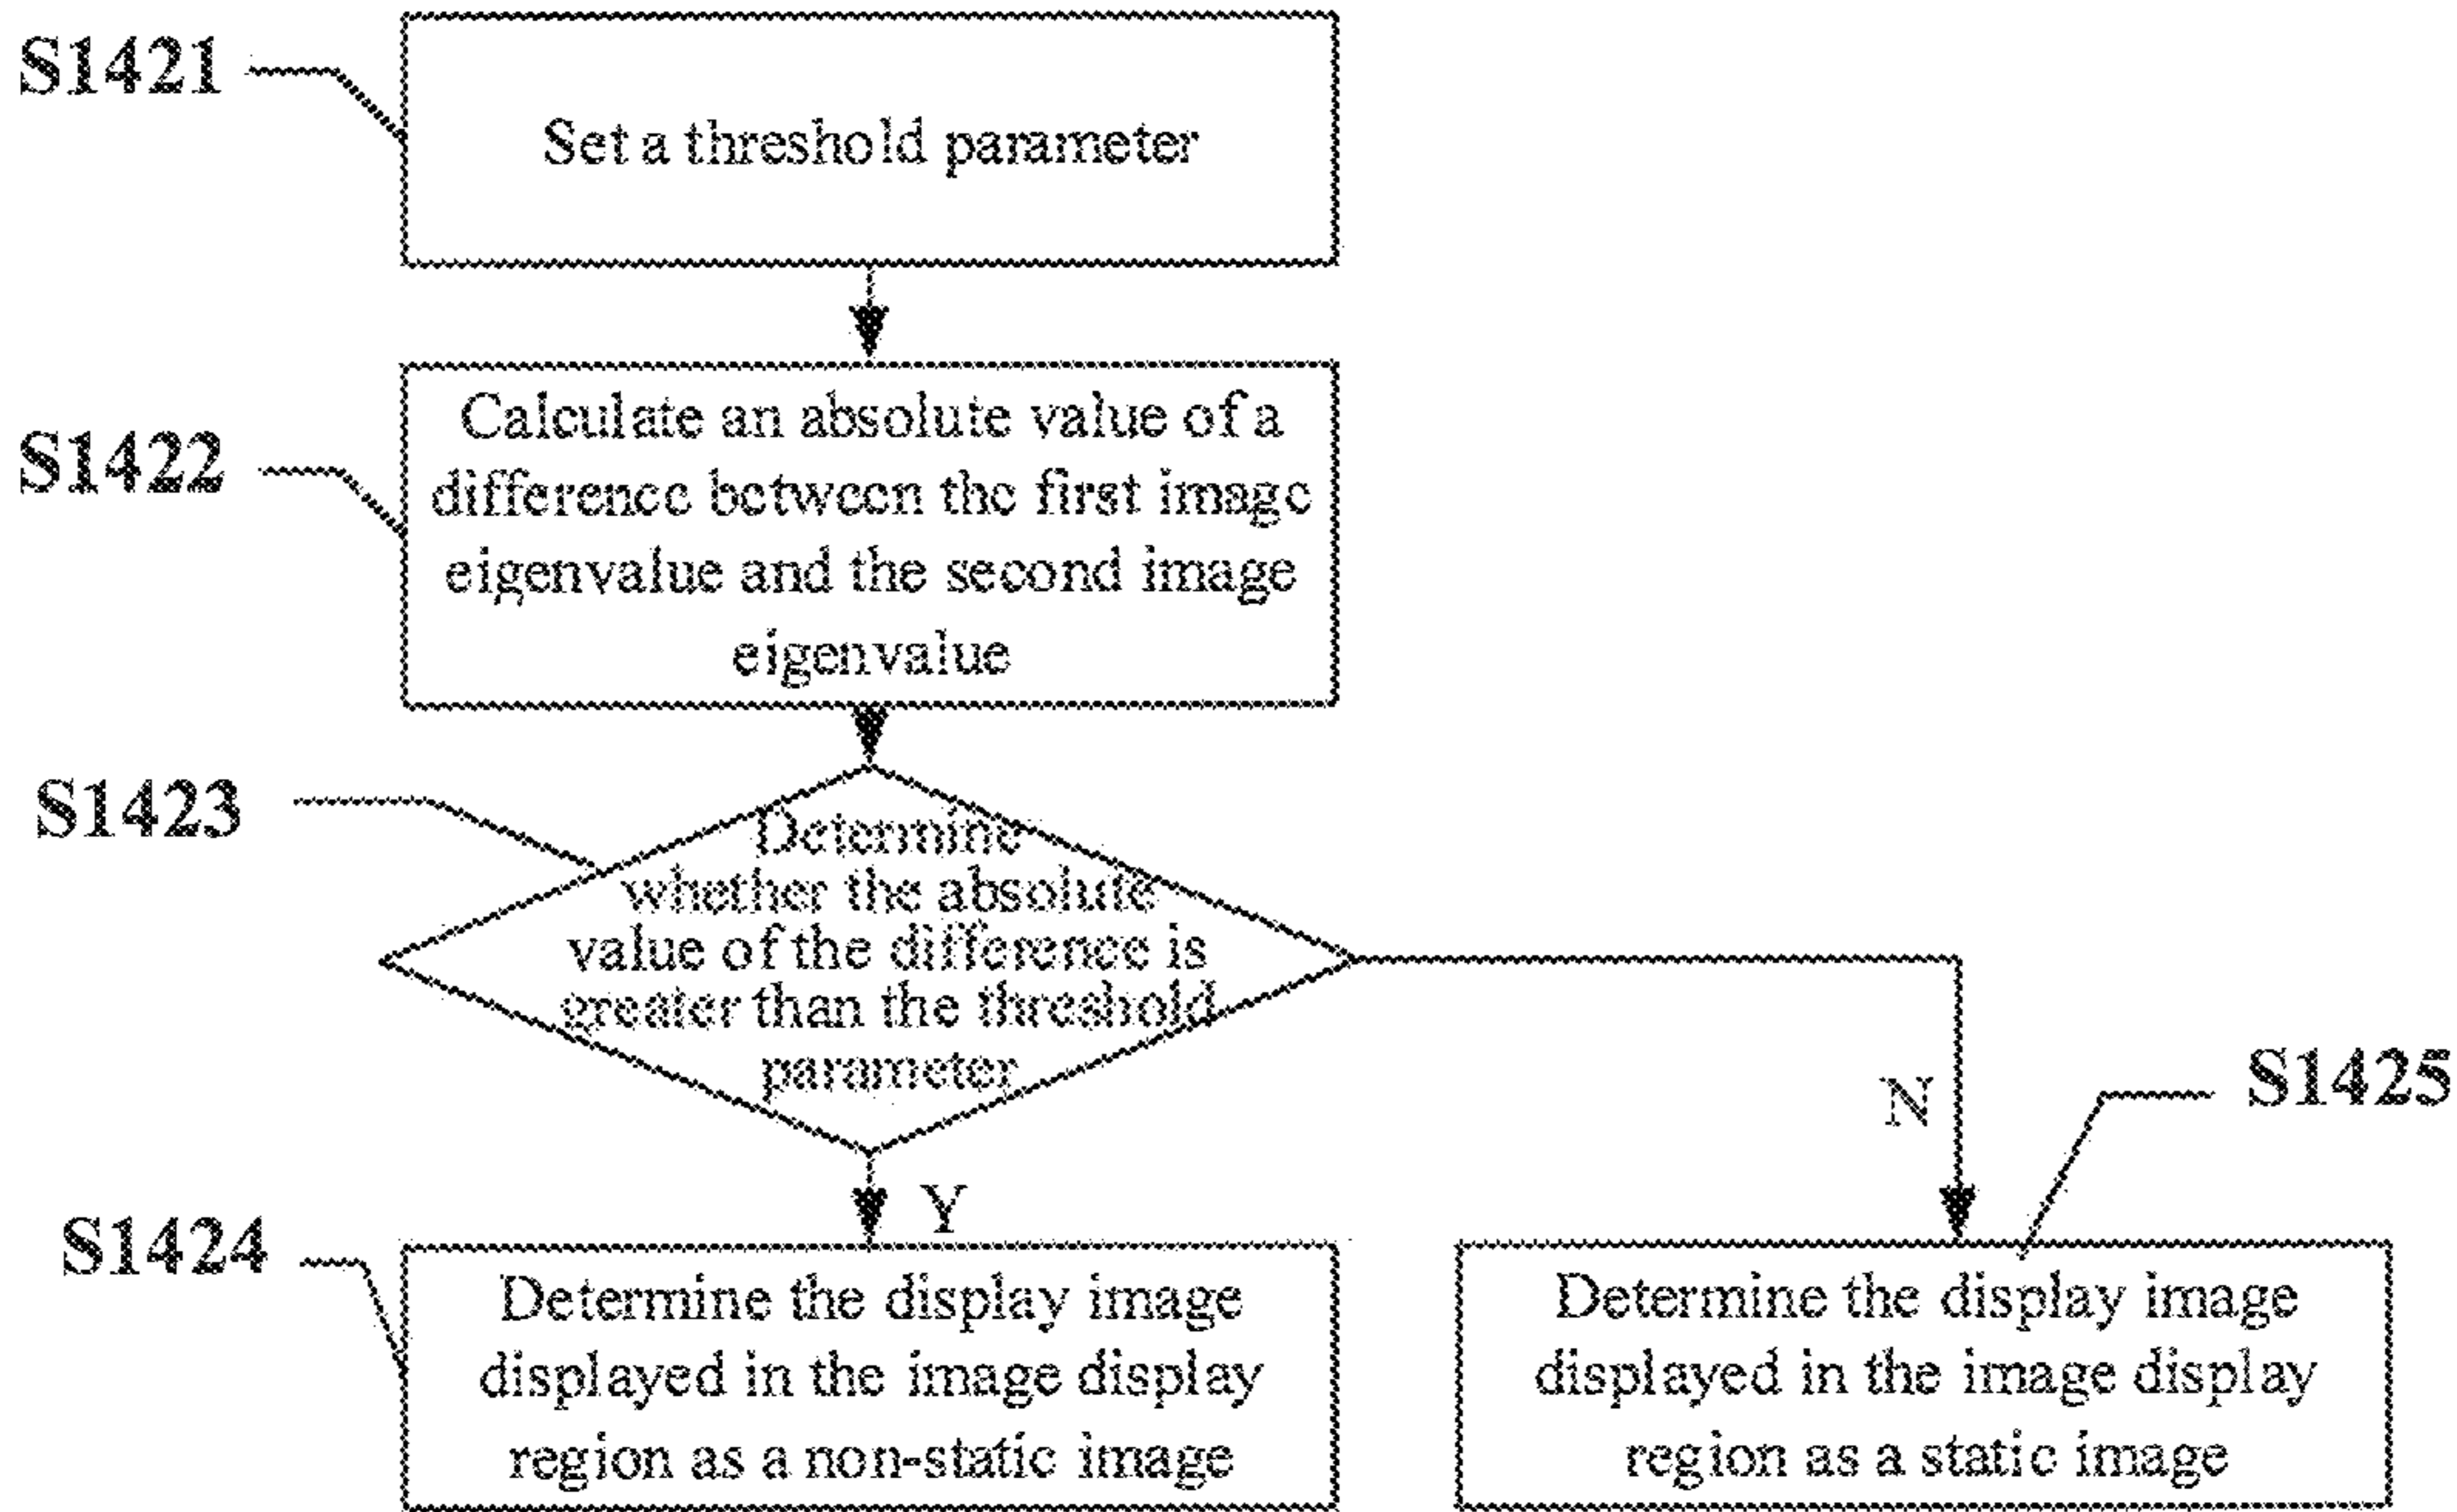 S1421
Set a threshold parameter
S1422
Calculate an absolute value of a
difference between the first image
eigenvalue and the second image
eigenvalue
S1423
Determine
whether the absolute
value of the difference is
greater than the threshold
parameter
N
S1425
Y
S1424
Determine the display image
displayed in the image display
region as a non-static image
Determine the display image
displayed in the image display
region as a static image